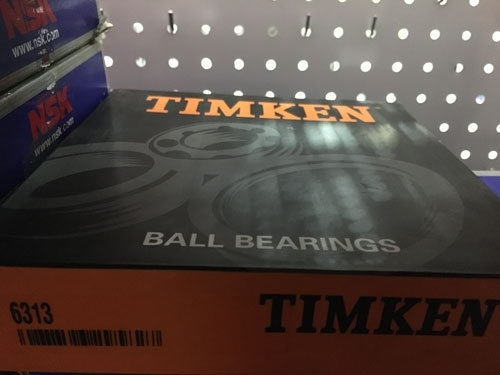 NSK
www.nsk.com
NSK
www.nsk.com
TIMKEN
BALL BEARINGS
6313
TIMKEN